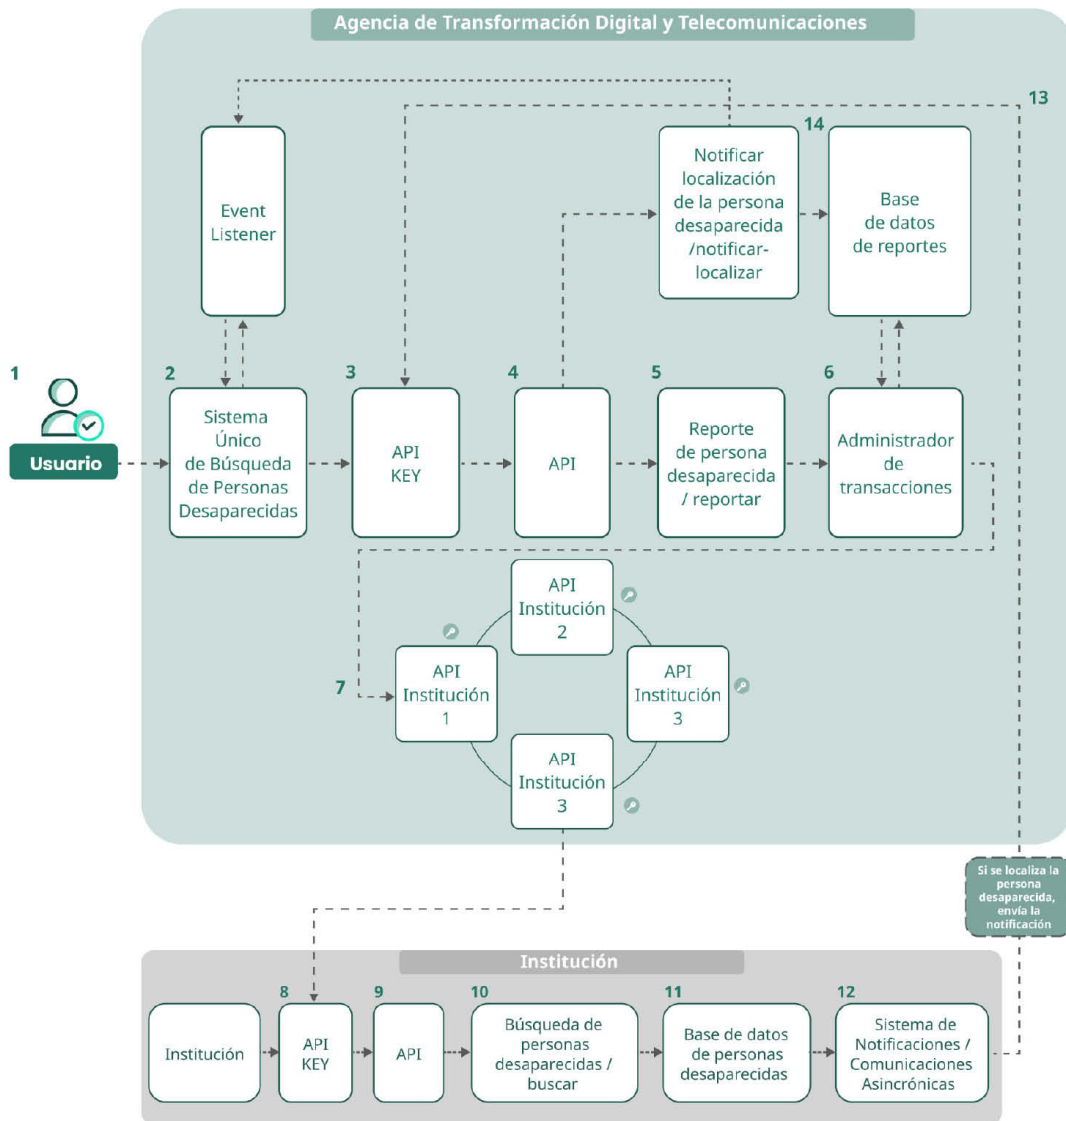 Agencia de Transformación Digital y Telecomunicaciones
13
14
Event
Listener
Notificar
localización
de la persona
desaparecida
/notificar-
localizar
Base
de datos
de reportes
1
Usuario
2
Sistema
Único
de Búsqueda
de Personas
Desaparecidas
3
API
KEY
4
API
5
Reporte
de persona
desaparecida
/ reportar
6
Administrador
de
transacciones
7
API
Institución
2
API
Institución
1
API
Institución
3
API
Institución
3
Si se localiza la
persona
desaparecida,
envía la
notificación
Institución
Institución
8
API
KEY
9
API
10
Búsqueda de
personas
desaparecidas /
buscar
11
Base de datos
de personas
desaparecidas
12
Sistema de
Notificaciones /
Comunicaciones
Asincrónicas